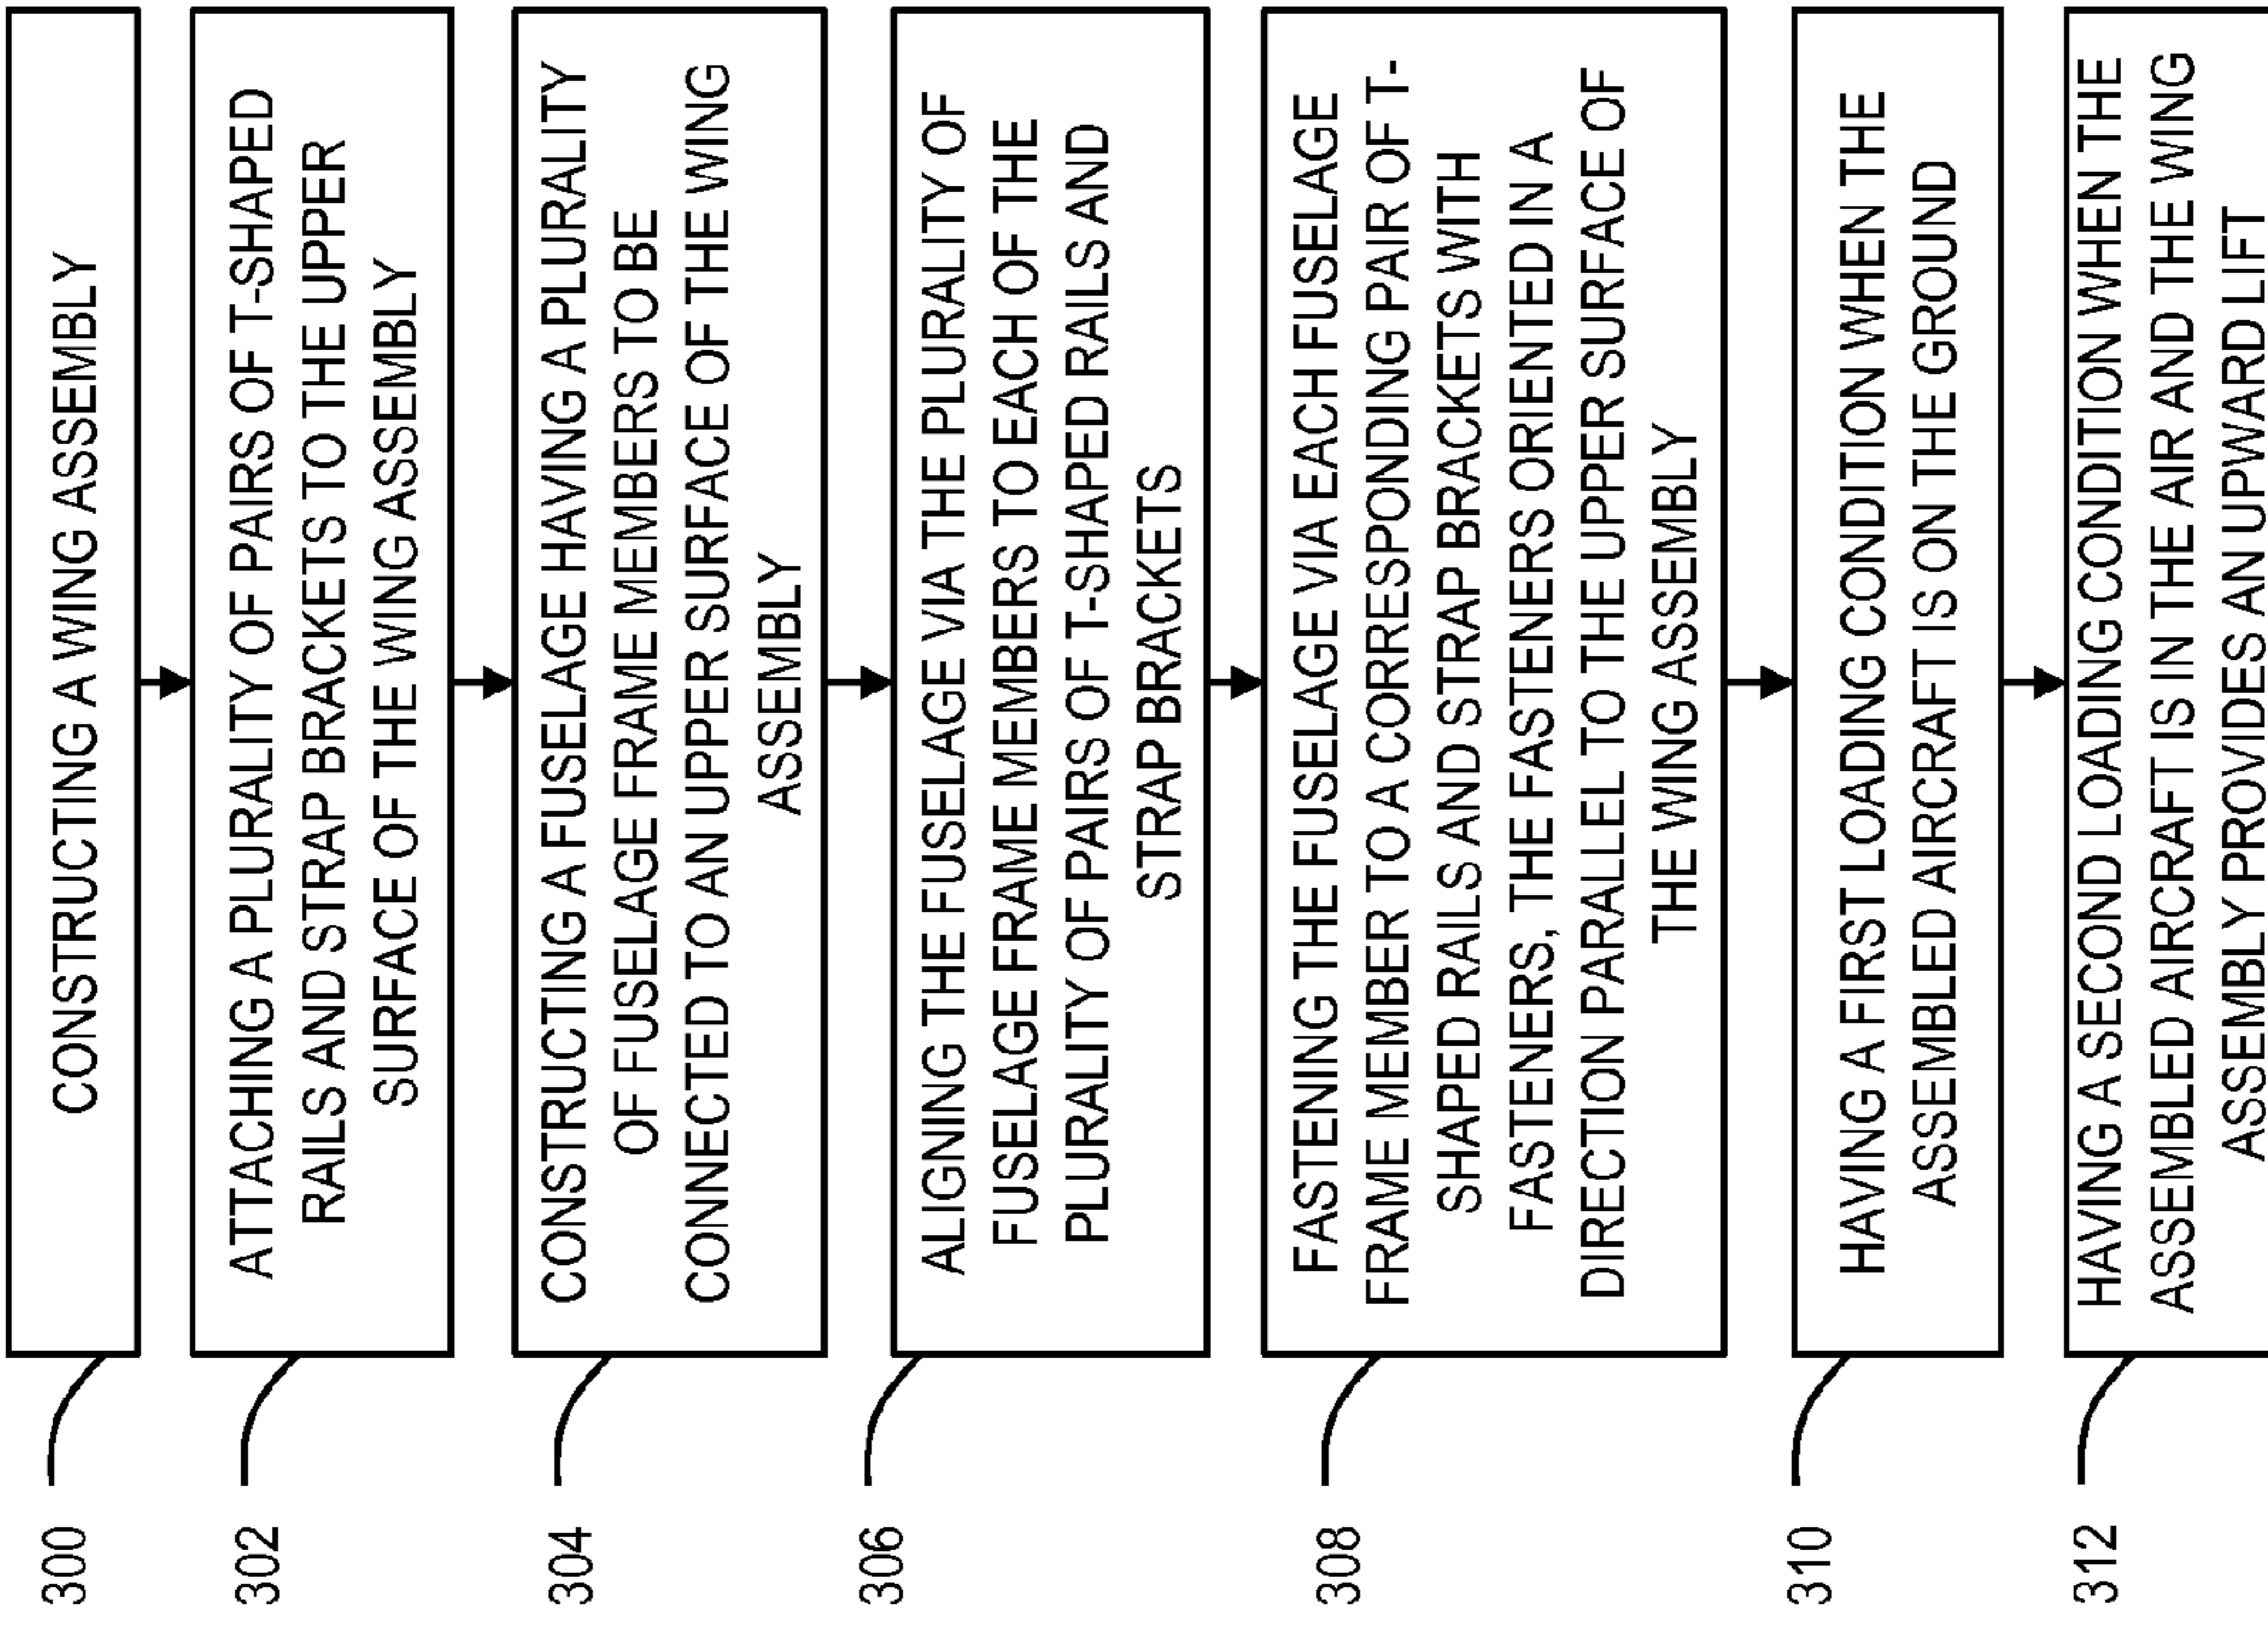 300
CONSTRUCTING A WING ASSEMBLY
302
ATTACHING A PLURALITY OF PAIRS OF T-SHAPED
RAILS AND STRAP BRACKETS TO THE UPPER
SURFACE OF THE WING ASSEMBLY
304
CONSTRUCTING A FUSELAGE HAVING A PLURALITY
OF FUSELAGE FRAME MEMBERS TO BE
CONNECTED TO AN UPPER SURFACE OF THE WING
ASSEMBLY
306
ALIGNING THE FUSELAGE VIA THE PLURALITY OF
FUSELAGE FRAME MEMBERS TO EACH OF THE
PLURALITY OF PAIRS OF T-SHAPED RAILS AND
STRAP BRACKETS
308
FASTENING THE FUSELAGE VIA EACH FUSELAGE
FRAME MEMBER TO A CORRESPONDING PAIR OF T-
SHAPED RAILS AND STRAP BRACKETS WITH
FASTENERS, THE FASTENERS ORIENTED IN A
DIRECTION PARALLEL TO THE UPPER SURFACE OF
THE WING ASSEMBLY
310
HAVING A FIRST LOADING CONDITION WHEN THE
ASSEMBLED AIRCRAFT IS ON THE GROUND
312
HAVING A SECOND LOADING CONDITION WHEN THE
ASSEMBLED AIRCRAFT IS IN THE AIR AND THE WING
ASSEMBLY PROVIDES AN UPWARD LIFT